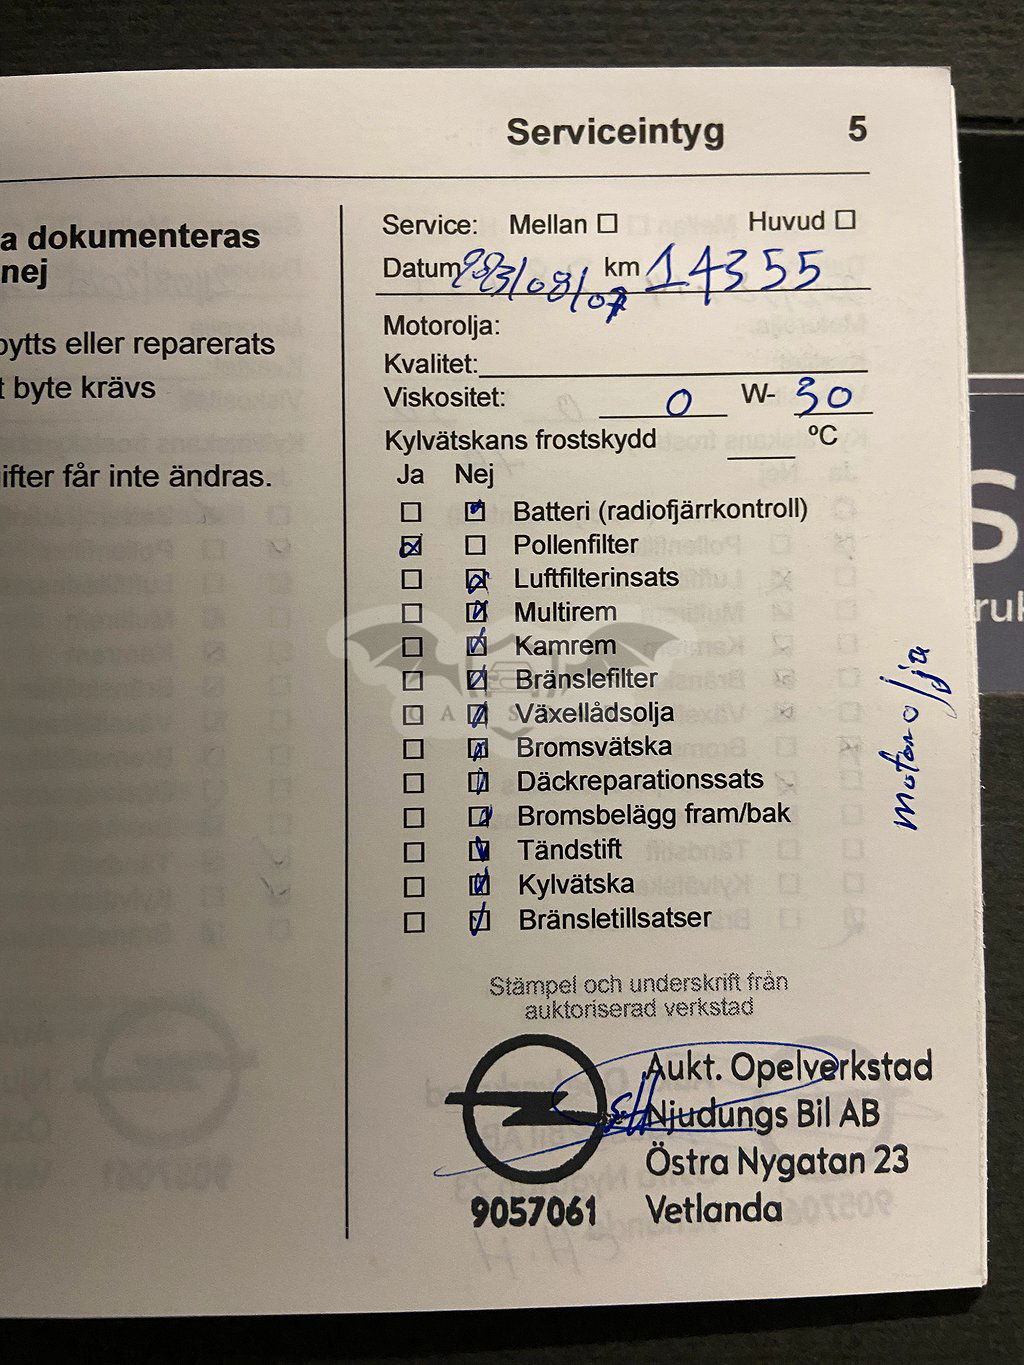 Serviceintyg 5
a dokumenteras
nej
bytts eller reparerats
t byte krävs
ifter får inte ändras.
Service: Mellan ☐ Huvud ☐
Datum km 14355
Motorolja:
Kvalitet:
Viskositet: 0 W- 30
Kylvätskans frostskydd ºC
Ja Nej
Batteri (radiofjärrkontroll)
Pollenfilter
Luftfilterinsats
Multirem
Kamrem
Bränslefilter
Växellådsolja
Bromsvätska
Däckreparationssats
Bromsbelägg fram/bak
Tändstift
Kylvätska
Bränsletillsatser
motorolja
Stämpel och underskrift från
auktoriserad verkstad
Aukt. Opelverkstad
Njudungs Bil AB
Östra Nygatan 23
9057061 Vetlanda